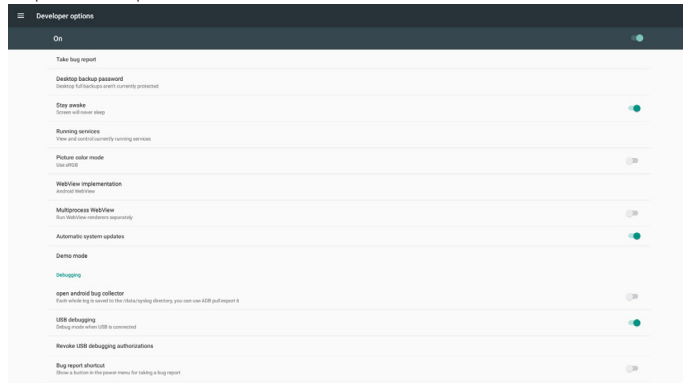 Developer options
On
Take bug report
Desktop backup password
Desktop full backups aren't currently protected
Stay awake
Screen will never sleep
Running services
View and control currently running services
Picture color mode
Use sRGB
WebView implementation
Android WebView
Multiprocess WebView
Run WebView renderers separately
Automatic system updates
Demo mode
Debugging
open android bug collector
Each whole log is saved to the /data/syslog directory, you can use ADB pull export it
USB debugging
Debug mode when USB is connected
Revoke USB debugging authorizations
Bug report shortcut
Show a button in the power menu for taking a bug report